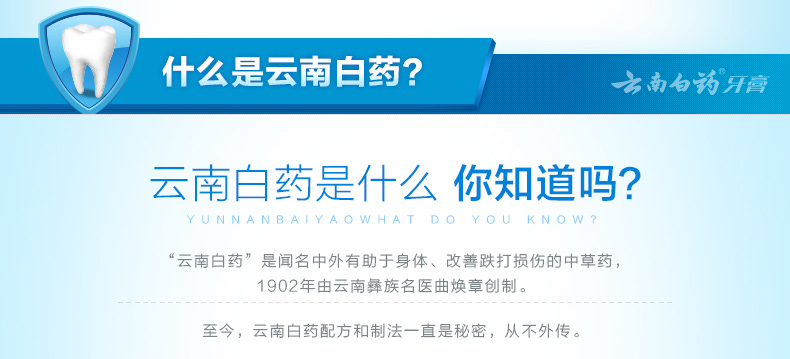 什么是云南白药?
云南白药®牙膏
云南白药是什么 你知道吗?
YUNNANBAIYAOWHAT DO YOU KNOW?
“云南白药”是闻名中外有助于身体、改善跌打损伤的中草药，
1902年由云南彝族名医曲焕章创制。
至今，云南白药配方和制法一直是秘密，从不外传。